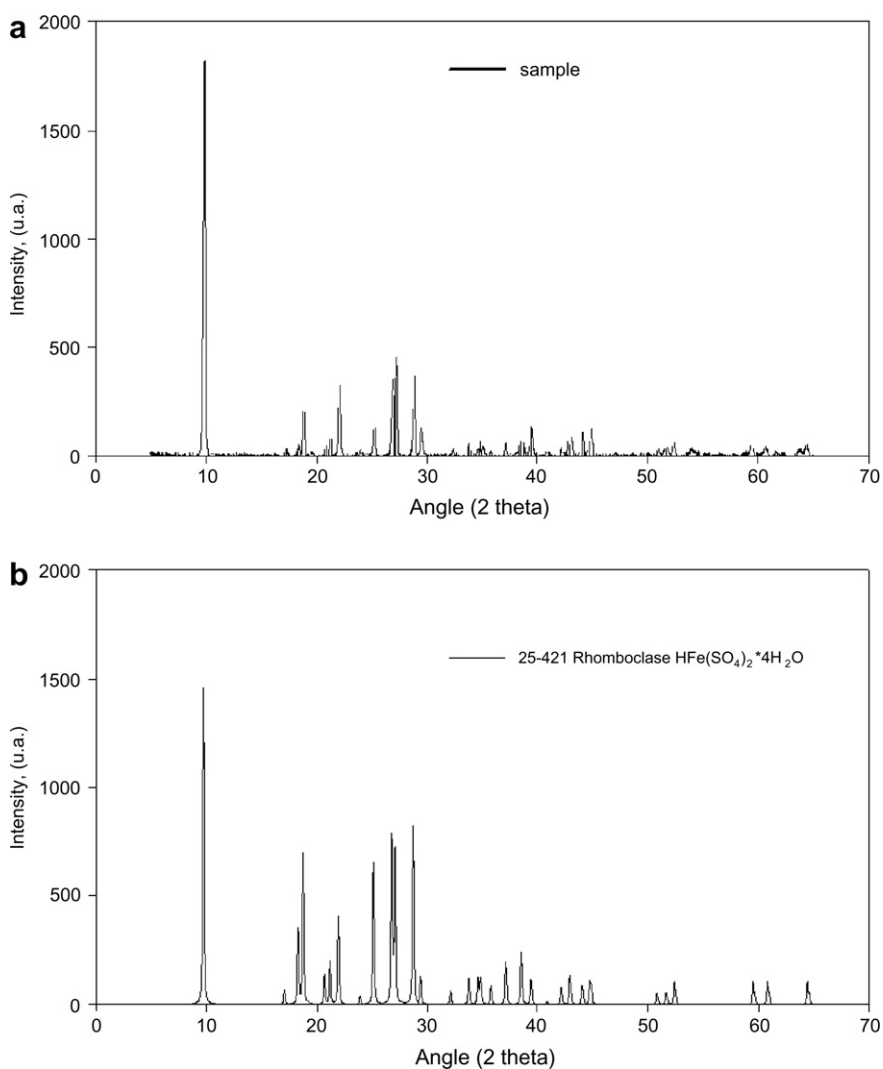 a
2000
sample
1500
1000
500
0
Intensity, (u.a.)
0 10 20 30 40 50 60 70
Angle (2 theta)
b
2000
25-421 Rhomboclase HFe(SO₄)₂*4H₂O
1500
1000
500
0
Intensity, (u.a.)
0 10 20 30 40 50 60 70
Angle (2 theta)